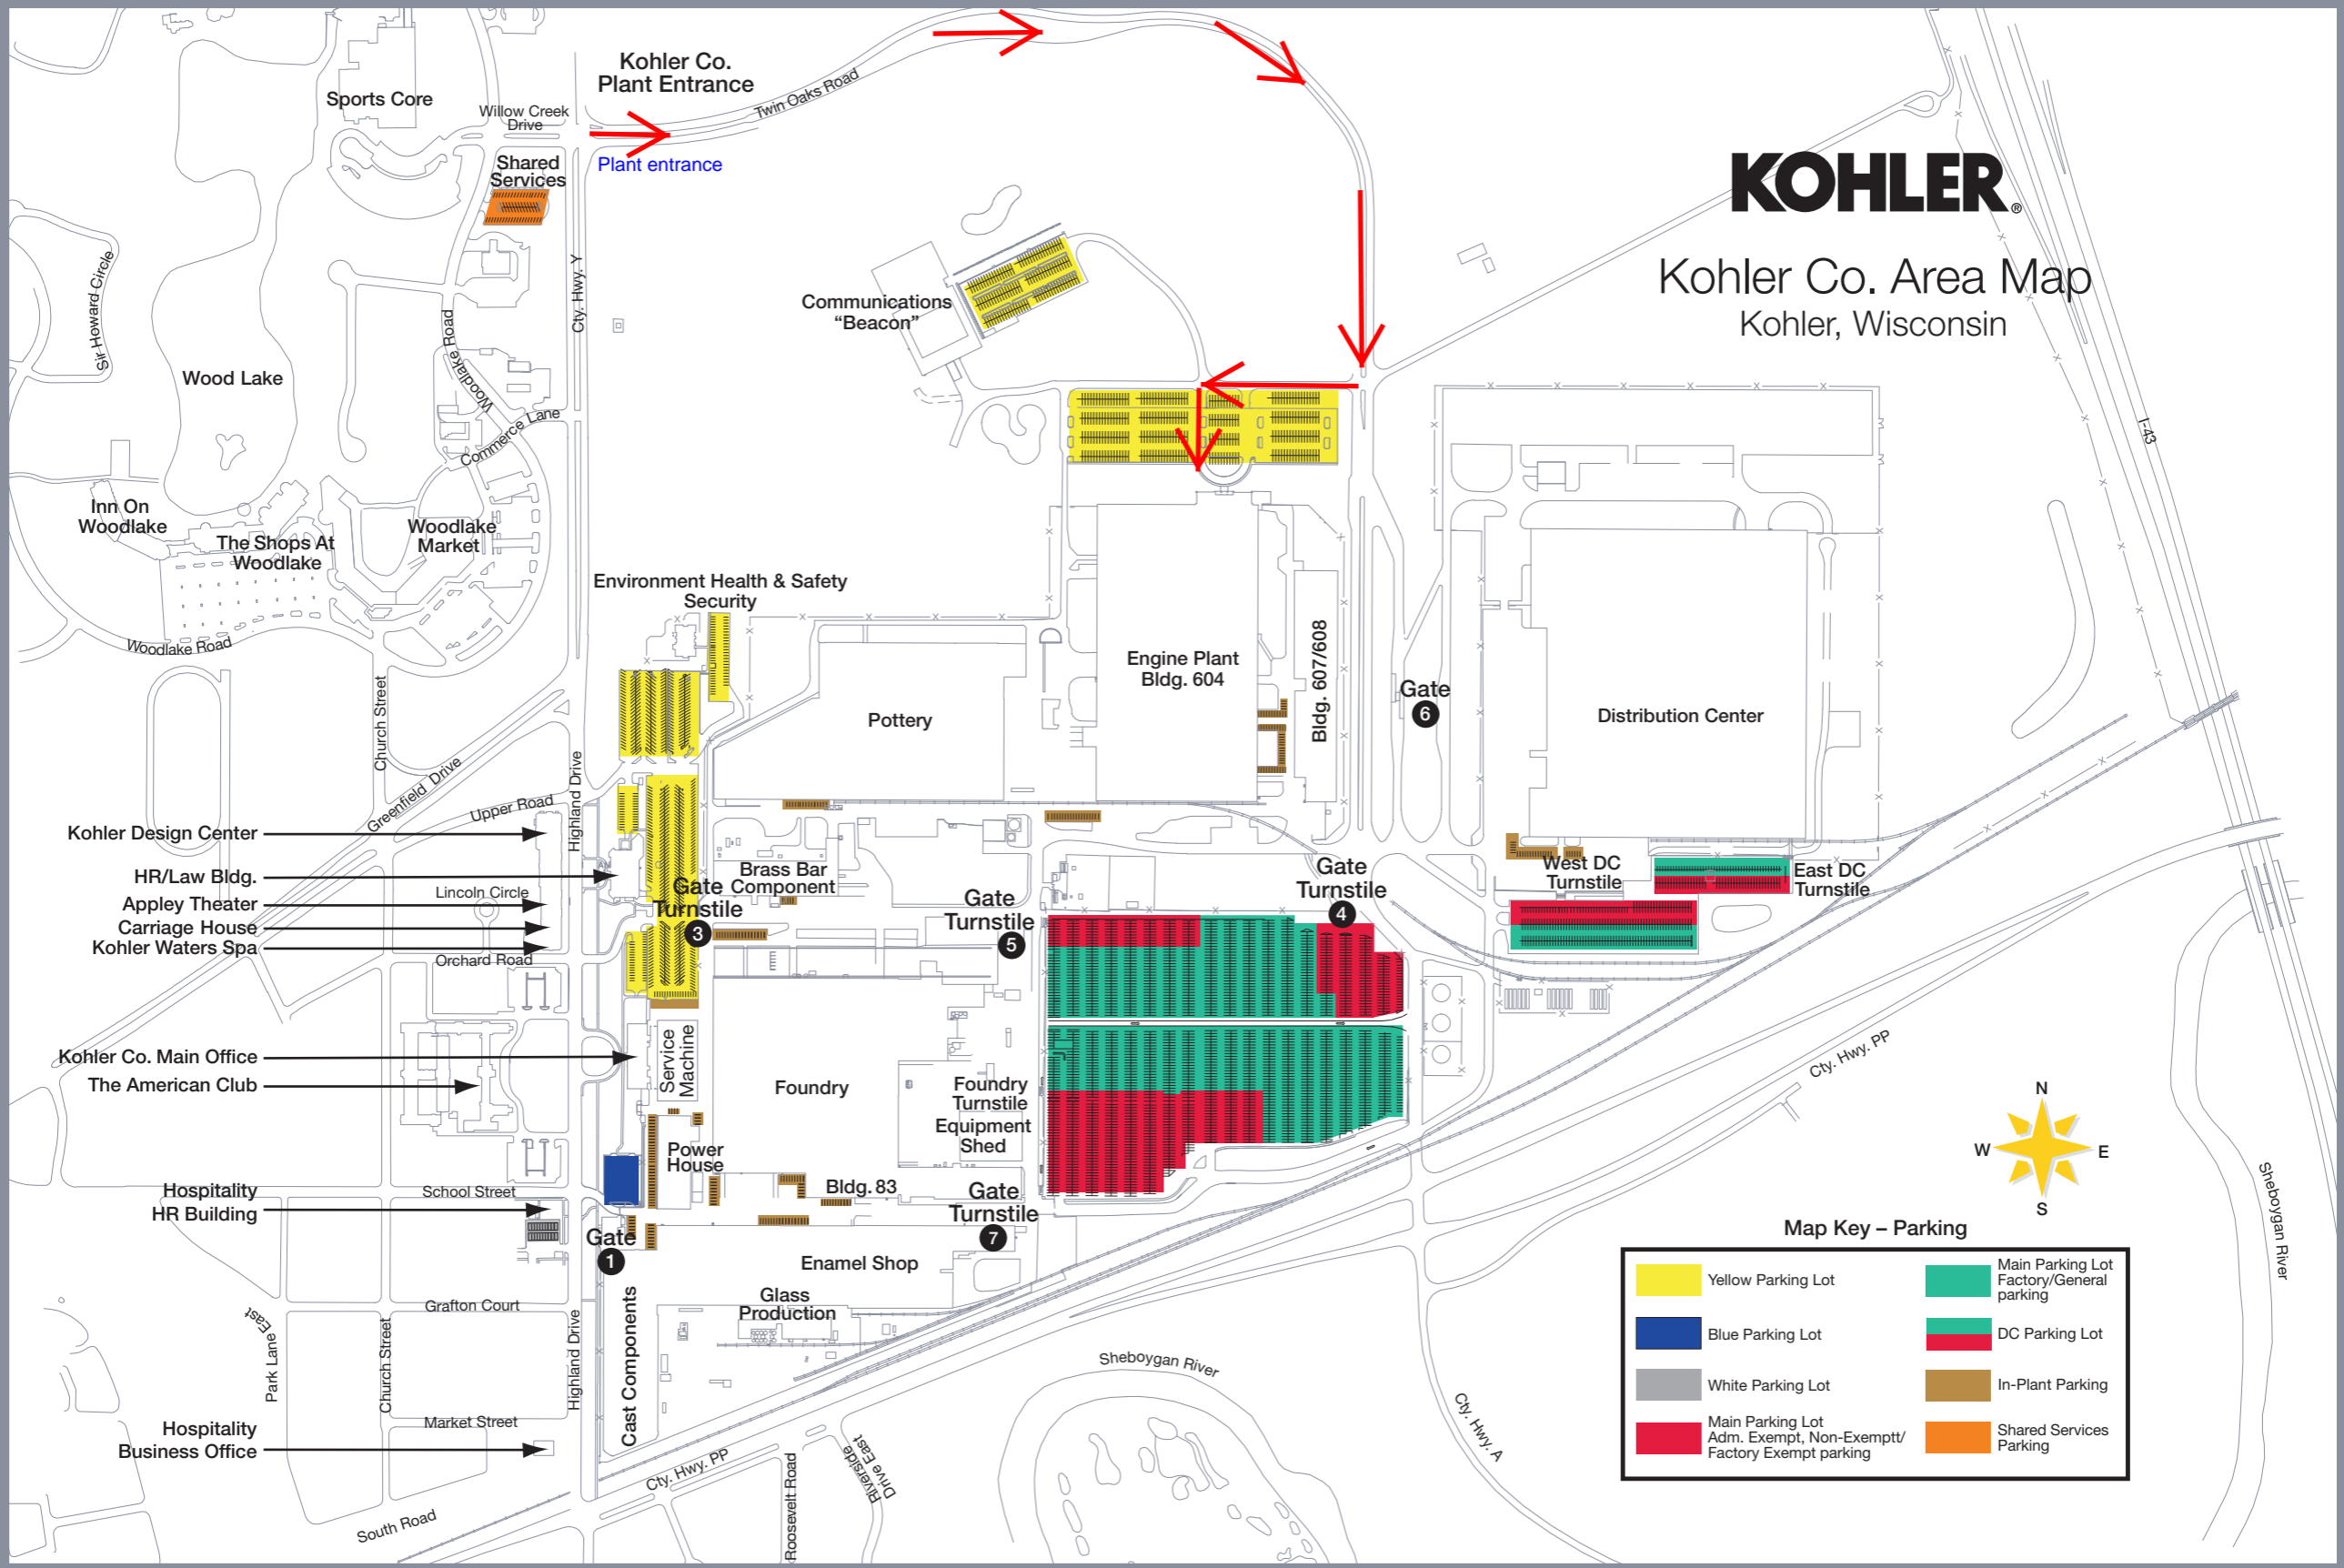 Kohler Co.
Plant Entrance
Sports Core
Willow Creek
Drive
Twin Oaks Road
Plant entrance
Shared
Services
KOHLER®
Kohler Co. Area Map
Kohler, Wisconsin
Sir Howard Circle
Cty. Hwy. Y
Communications
“Beacon”
Wood Lake
Woodlake Road
Commerce Lane
I-43
Inn On
Woodlake
The Shops At
Woodlake
Woodlake
Market
Environment Health & Safety
Security
Woodlake Road
Church Street
Engine Plant
Bldg. 604
Bldg. 607/608
Gate
6
Pottery
Distribution Center
Greenfield Drive
Upper Road
Highland Drive
Kohler Design Center
HR/Law Bldg.
Appley Theater
Carriage House
Kohler Waters Spa
Lincoln Circle
Orchard Road
Brass Bar
Component
Gate
Turnstile
3
Gate
Turnstile
5
Gate
Turnstile
4
West DC
Turnstile
East DC
Turnstile
Kohler Co. Main Office
The American Club
Service
Machine
Foundry
Foundry
Turnstile
Equipment
Shed
Power
House
Cty. Hwy. PP
N
W
E
S
Hospitality
HR Building
School Street
Bldg. 83
Gate
Turnstile
7
Gate
1
Enamel Shop
Glass
Production
Cast Components
Grafton Court
Park Lane
East
Church Street
Highland Drive
Market Street
Hospitality
Business Office
South Road
Cty. Hwy. PP
Roosevelt Road
Riverside
Drive East
Sheboygan River
Cty. Hwy. A
Sheboygan River
Map Key – Parking
Yellow Parking Lot
Blue Parking Lot
White Parking Lot
Main Parking Lot
Adm. Exempt, Non-Exemptt/
Factory Exempt parking
Main Parking Lot
Factory/General
parking
DC Parking Lot
In-Plant Parking
Shared Services
Parking